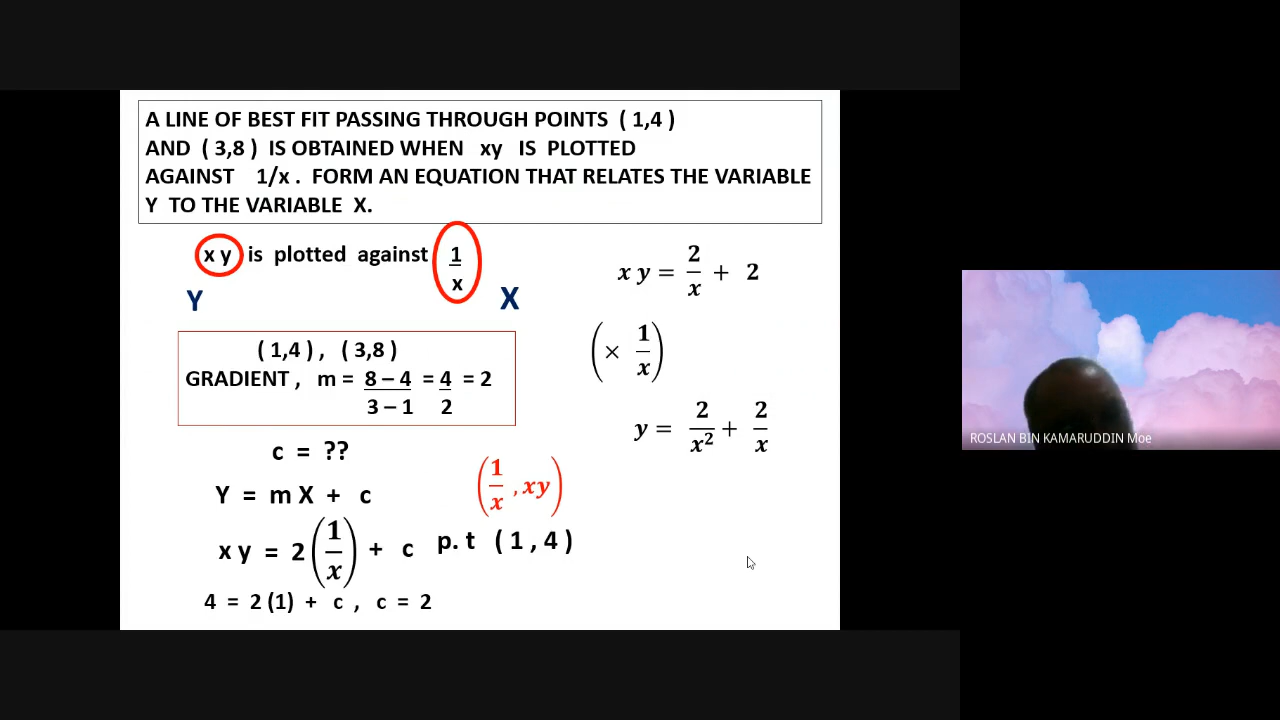 A LINE OF BEST FIT PASSING THROUGH POINTS ( 1,4 )
AND ( 3,8 ) IS OBTAINED WHEN xy IS PLOTTED
AGAINST 1/x . FORM AN EQUATION THAT RELATES THE VARIABLE
Y TO THE VARIABLE X.
x y is plotted against 1/x
Y X
( 1,4 ) , ( 3,8 )
GRADIENT , m = 8 – 4 / 3 – 1 = 4 / 2 = 2
c = ??
Y = m X + c
(1/x , xy)
x y = 2 (1/x) + c p. t ( 1 , 4 )
4 = 2 (1) + c , c = 2
x y = 2/x + 2
(× 1/x)
y = 2/x² + 2/x
ROSLAN BIN KAMARUDDIN Moe